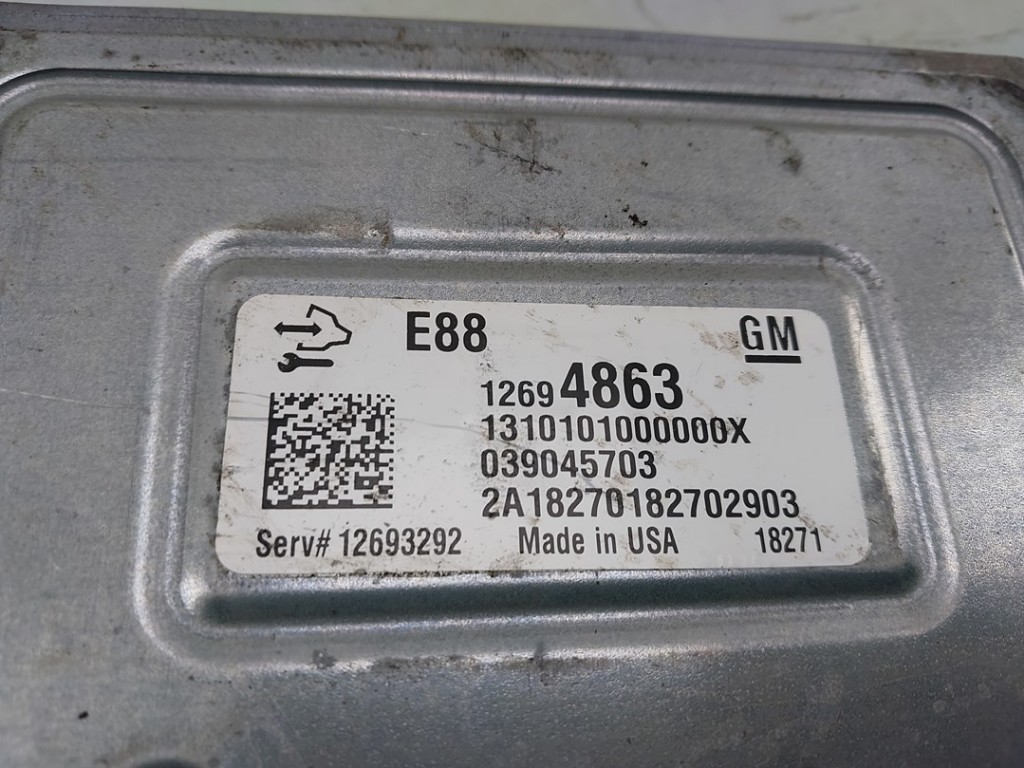 E88 GM
12694863
1310101000000X
039045703
2A18270182702903
Serv# 12693292 Made in USA 18271